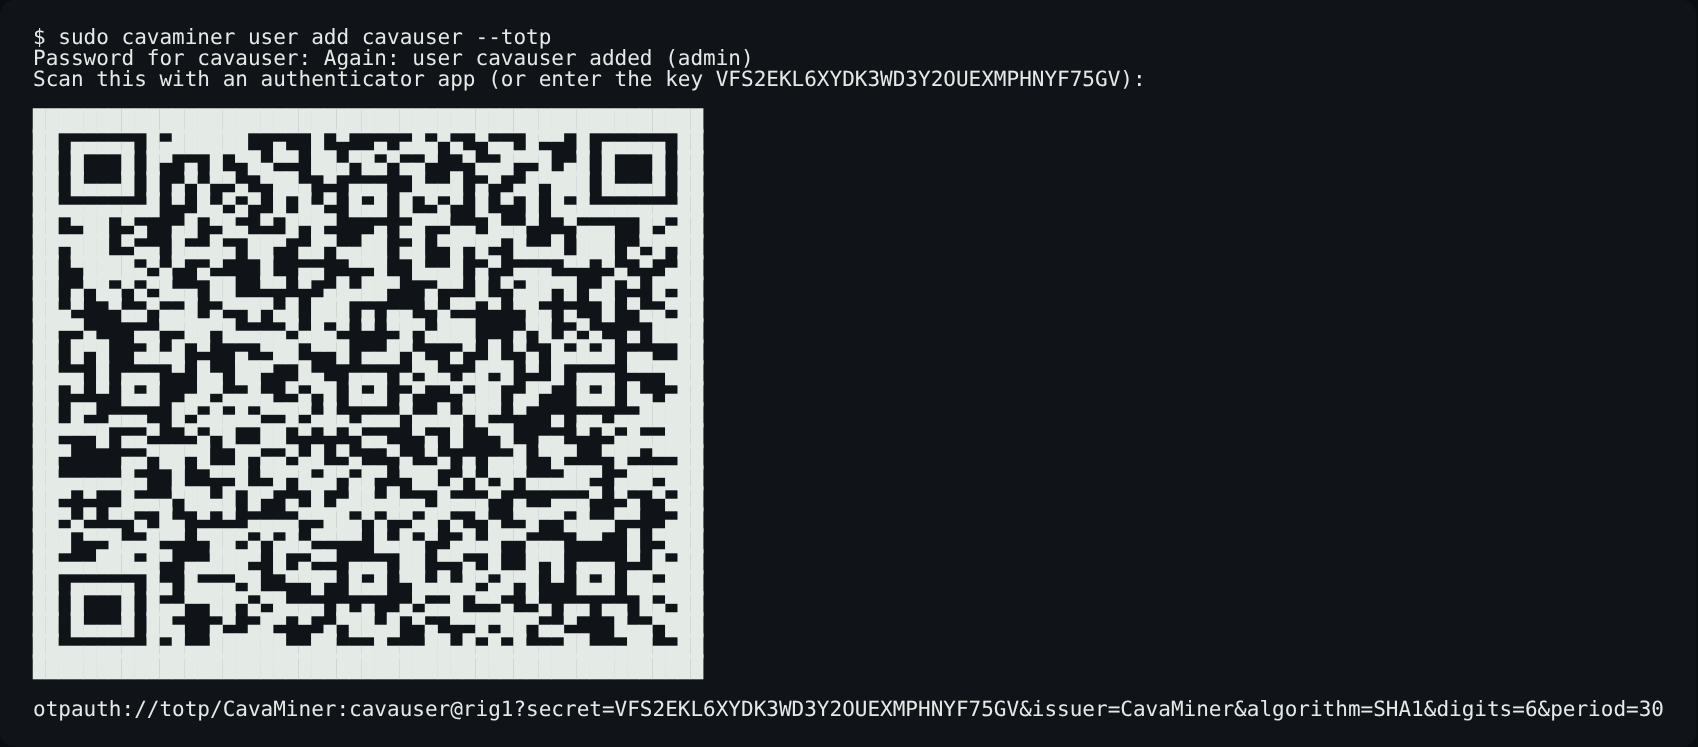 $ sudo cavaminer user add cavauser --totp
Password for cavauser: Again: user cavauser added (admin)
Scan this with an authenticator app (or enter the key VFS2EKL6XYDK3WD3Y2OUEXMPHNYF75GV):
otpauth://totp/CavaMiner:cavauser@rig1?secret=VFS2EKL6XYDK3WD3Y2OUEXMPHNYF75GV&issuer=CavaMiner&algorithm=SHA1&digits=6&period=30